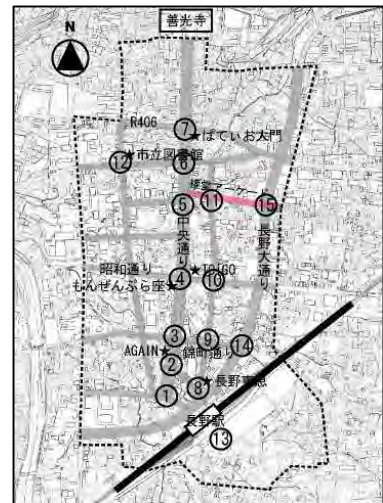 善光寺
N
R406
⑦
★ぱてぃお大門
⑫
★市立図書館
⑥
権堂アーケード
⑤
⑪
⑮
中央通り
長野大通り
昭和通り
★TOIGO
もんぜんぷら座★
④
⑩
③
⑨
⑭
AGAIN★
錦町通り
②
①
⑧
★長野東急
長野駅
⑬